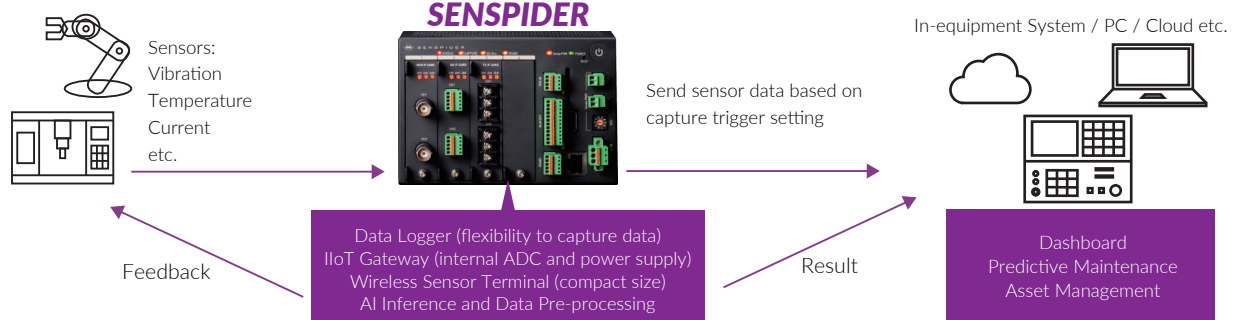 SENSPIDER
In-equipment System / PC / Cloud etc.
Sensors:
Vibration
Temperature
Current
etc.
SENSPIDER
Send sensor data based on
capture trigger setting
Data Logger (flexibility to capture data)
IIoT Gateway (internal ADC and power supply)
Wireless Sensor Terminal (compact size)
AI Inference and Data Pre-processing
Feedback
Result
Dashboard
Predictive Maintenance
Asset Management